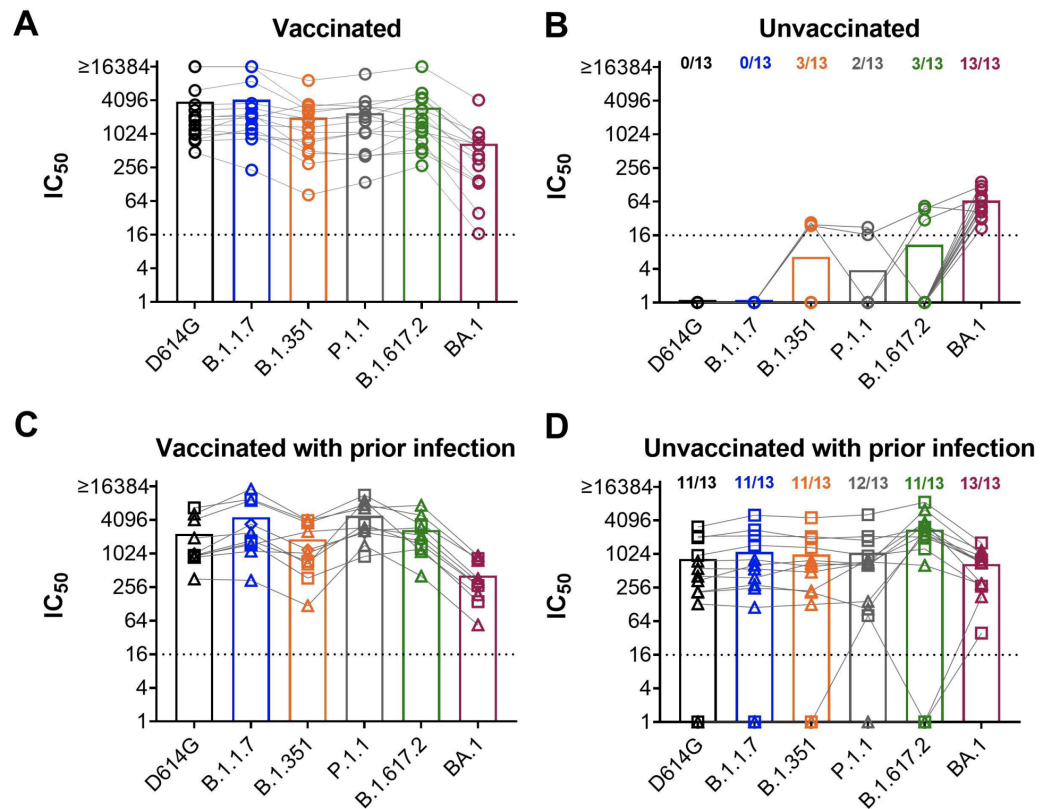 A
Vaccinated
IC50
≥16384
4096
1024
256
64
16
4
1
D614G
B.1.1.7
B.1.351
P.1.1
B.1.617.2
BA.1
B
Unvaccinated
0/13 0/13 3/13 2/13 3/13 13/13
IC50
≥16384
4096
1024
256
64
16
4
1
D614G
B.1.1.7
B.1.351
P.1.1
B.1.617.2
BA.1
C
Vaccinated with prior infection
IC50
≥16384
4096
1024
256
64
16
4
1
D614G
B.1.1.7
B.1.351
P.1.1
B.1.617.2
BA.1
D
Unvaccinated with prior infection
11/13 11/13 11/13 12/13 11/13 13/13
IC50
≥16384
4096
1024
256
64
16
4
1
D614G
B.1.1.7
B.1.351
P.1.1
B.1.617.2
BA.1